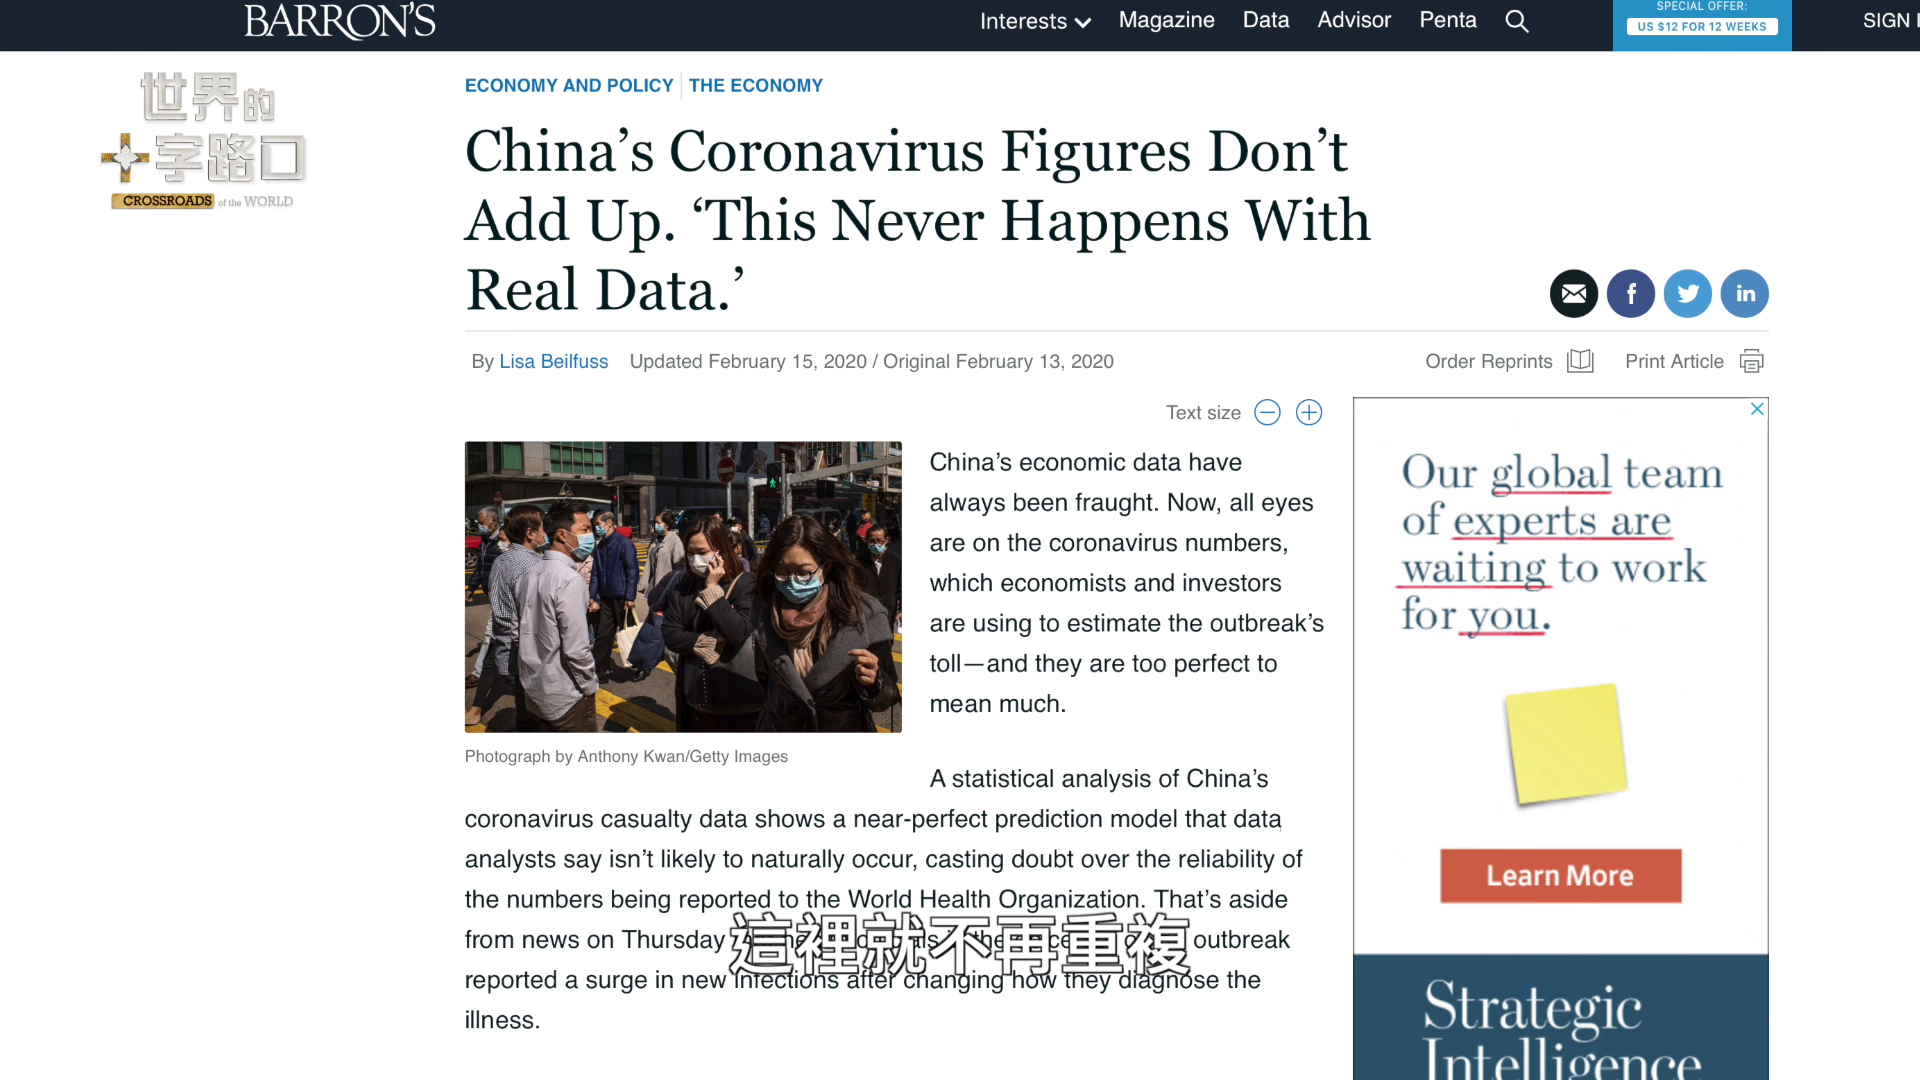 BARRON'S
Interests
Magazine
Data
Advisor
Penta
SPECIAL OFFER:
US $12 FOR 12 WEEKS
SIGN
世界的
十字路口
CROSSROADS of the WORLD
ECONOMY AND POLICY
THE ECONOMY
China’s Coronavirus Figures Don’t
Add Up. ‘This Never Happens With
Real Data.’
By Lisa Beilfuss
Updated February 15, 2020 / Original February 13, 2020
Order Reprints
Print Article
Text size
China’s economic data have
always been fraught. Now, all eyes
are on the coronavirus numbers,
which economists and investors
are using to estimate the outbreak’s
toll—and they are too perfect to
mean much.
Photograph by Anthony Kwan/Getty Images
A statistical analysis of China’s
coronavirus casualty data shows a near-perfect prediction model that data
analysts say isn’t likely to naturally occur, casting doubt over the reliability of
the numbers being reported to the World Health Organization. That’s aside
from news on Thursday outbreak
reported a surge in new infections after changing how they diagnose the
illness.
這裡就不再重複
Our global team
of experts are
waiting to work
for you.
Learn More
Strategic
Intelligence